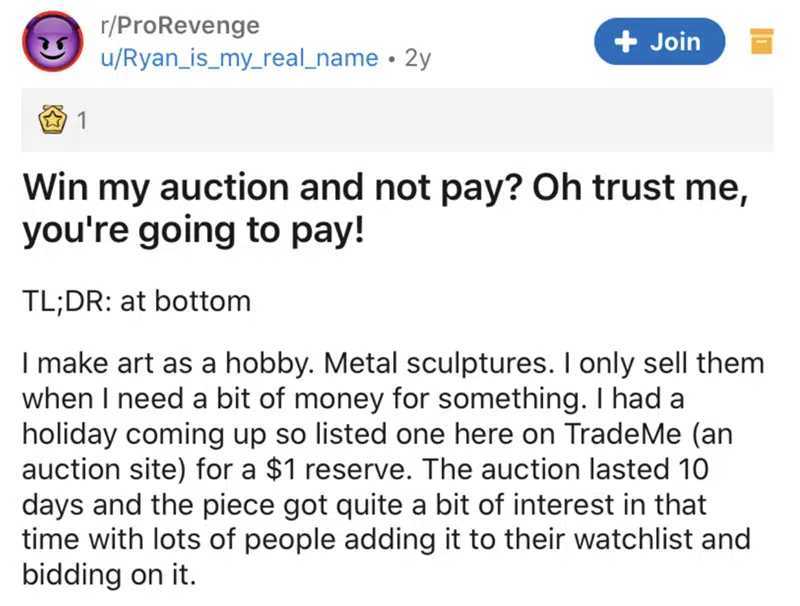 r/ProRevenge
u/Ryan_is_my_real_name • 2y
+ Join
1
Win my auction and not pay? Oh trust me,
you're going to pay!
TL;DR: at bottom
I make art as a hobby. Metal sculptures. I only sell them
when I need a bit of money for something. I had a
holiday coming up so listed one here on TradeMe (an
auction site) for a $1 reserve. The auction lasted 10
days and the piece got quite a bit of interest in that
time with lots of people adding it to their watchlist and
bidding on it.